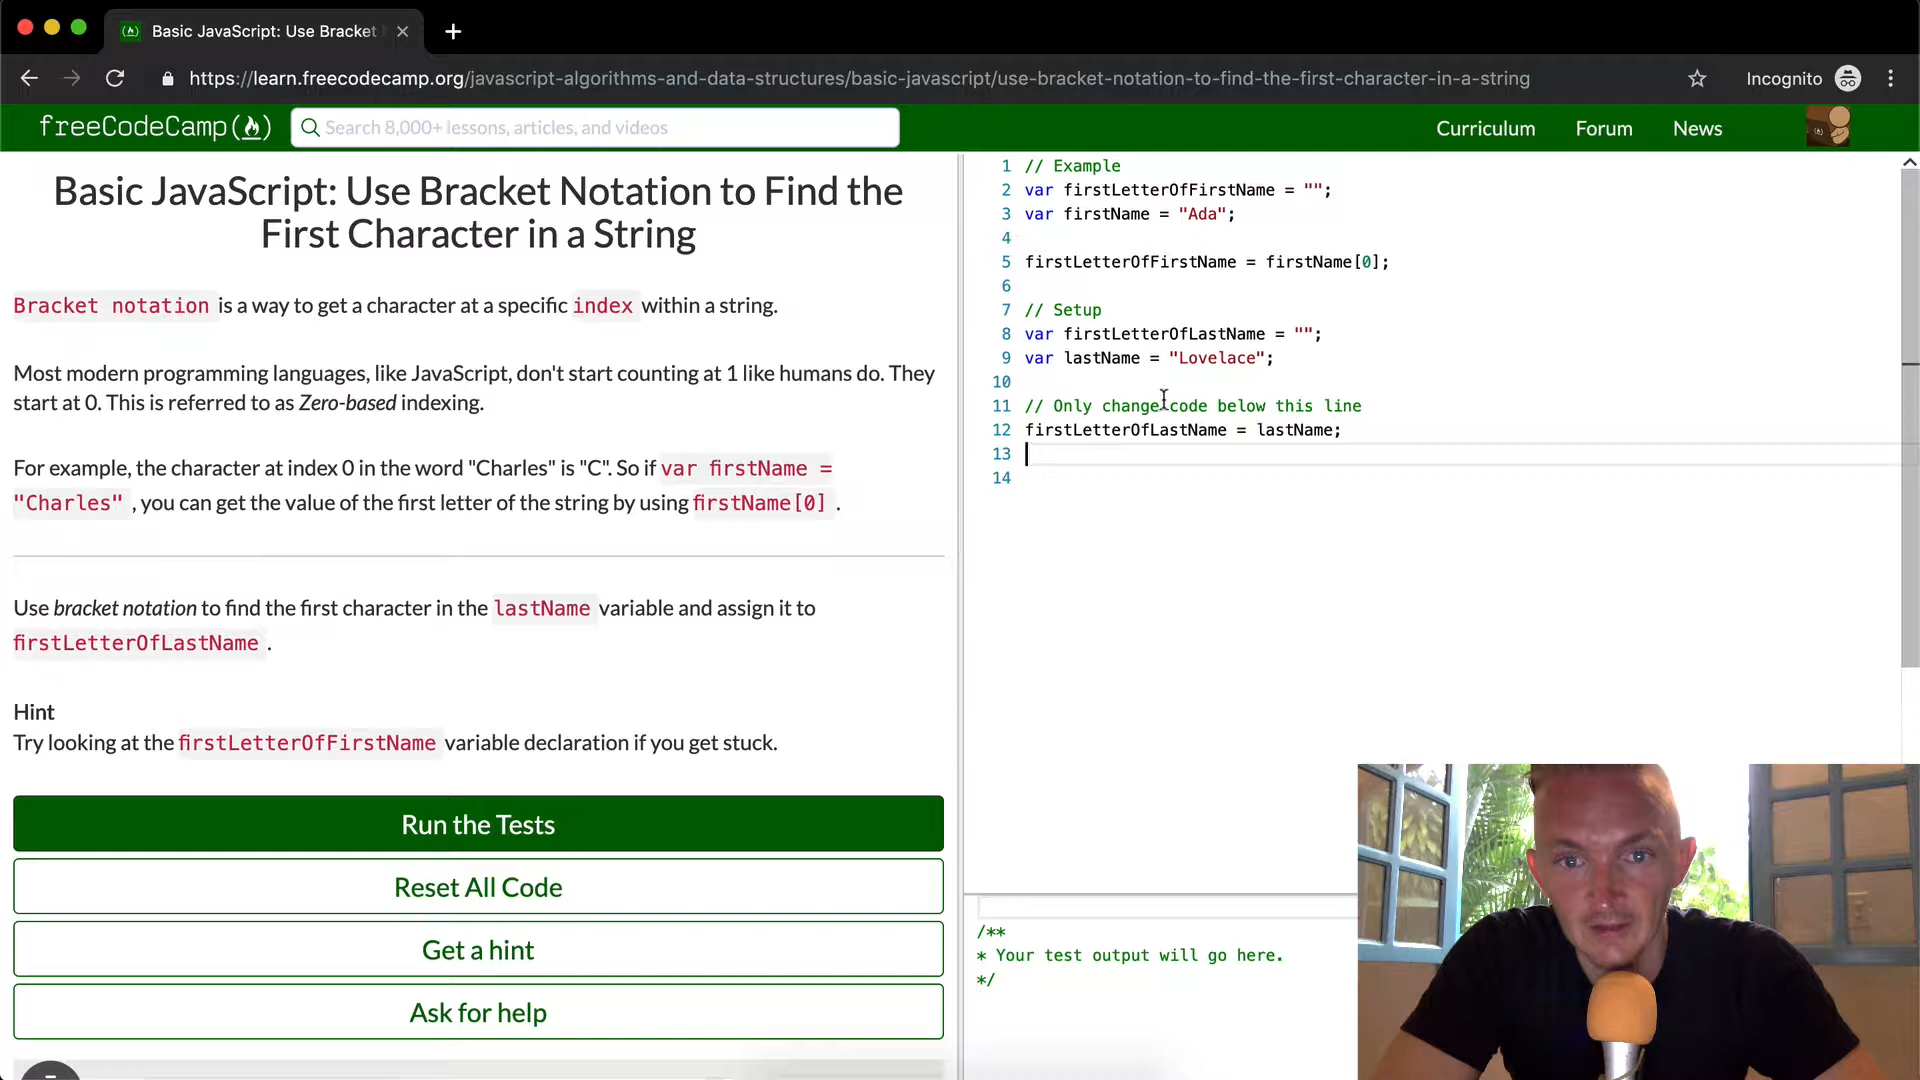 Basic JavaScript: Use Bracket
https://learn.freecodecamp.org/javascript-algorithms-and-data-structures/basic-javascript/use-bracket-notation-to-find-the-first-character-in-a-string
Incognito
freeCodeCamp
Search 8,000+ lessons, articles, and videos
Curriculum
Forum
News
Basic JavaScript: Use Bracket Notation to Find the
First Character in a String
Bracket notation is a way to get a character at a specific index within a string.
Most modern programming languages, like JavaScript, don't start counting at 1 like humans do. They
start at 0. This is referred to as Zero-based indexing.
For example, the character at index 0 in the word "Charles" is "C". So if var firstName =
"Charles" , you can get the value of the first letter of the string by using firstName[0] .
Use bracket notation to find the first character in the lastName variable and assign it to
firstLetterOfLastName .
Hint
Try looking at the firstLetterOfFirstName variable declaration if you get stuck.
Run the Tests
Reset All Code
Get a hint
Ask for help
1 // Example
2 var firstLetterOfFirstName = "";
3 var firstName = "Ada";
4
5 firstLetterOfFirstName = firstName[0];
6
7 // Setup
8 var firstLetterOfLastName = "";
9 var lastName = "Lovelace";
10
11 // Only change code below this line
12 firstLetterOfLastName = lastName;
13
14
/**
* Your test output will go here.
*/